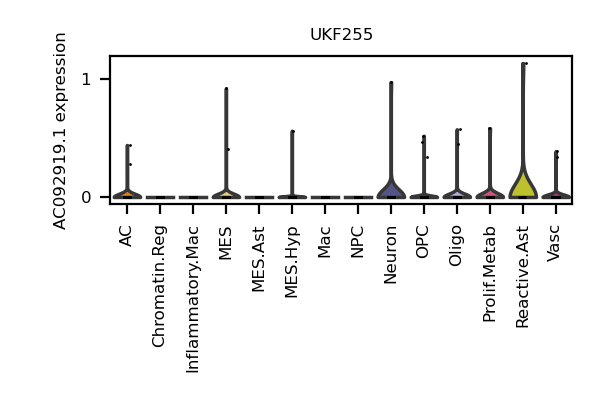 UKF255
AC092919.1 expression
1
0
AC
Chromatin.Reg
Inflammatory.Mac
MES
MES.Ast
MES.Hyp
Mac
NPC
Neuron
OPC
Oligo
Prolif.Metab
Reactive.Ast
Vasc